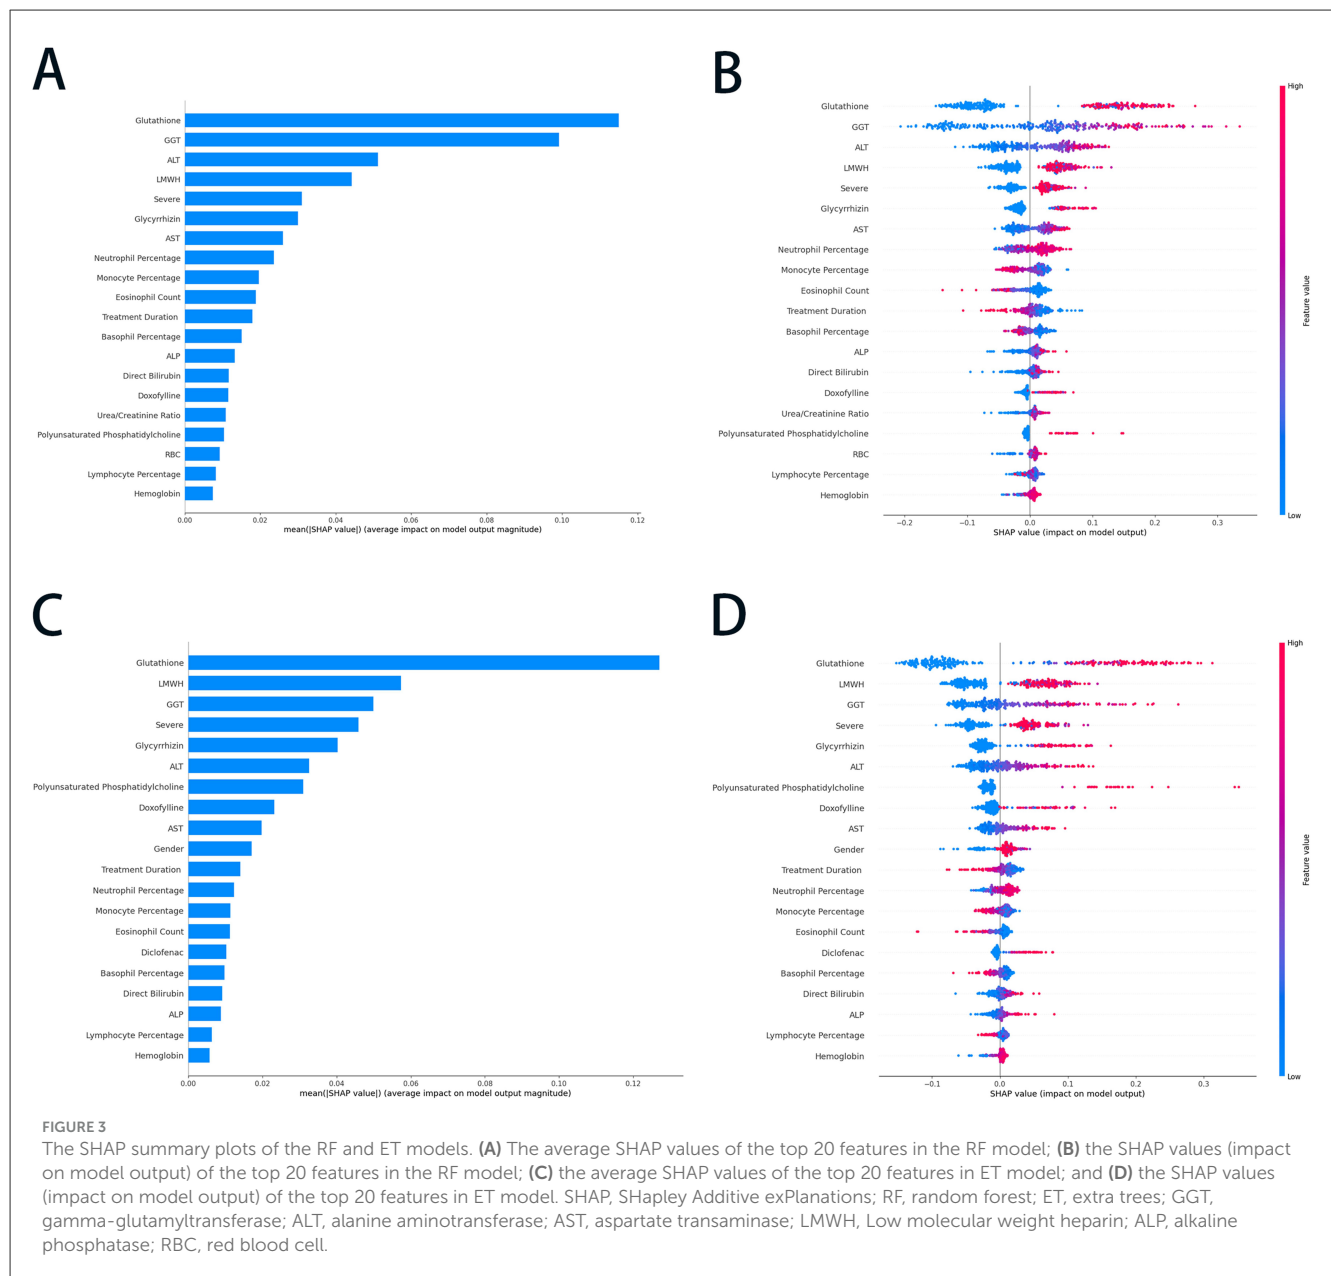 A
Glutathione
GGT
ALT
LMWH
Severe
Glycyrrhizin
AST
Neutrophil Percentage
Monocyte Percentage
Eosinophil Count
Treatment Duration
Basophil Percentage
ALP
Direct Bilirubin
Doxofylline
Urea/Creatinine Ratio
Polyunsaturated Phosphatidylcholine
RBC
Lymphocyte Percentage
Hemoglobin
0.00 0.02 0.04 0.06 0.08 0.10 0.12
mean(|SHAP value|) (average impact on model output magnitude)
B
High
Glutathione
GGT
ALT
LMWH
Severe
Glycyrrhizin
AST
Neutrophil Percentage
Monocyte Percentage
Eosinophil Count
Treatment Duration
Basophil Percentage
ALP
Direct Bilirubin
Doxofylline
Urea/Creatinine Ratio
Polyunsaturated Phosphatidylcholine
RBC
Lymphocyte Percentage
Hemoglobin
Feature value
Low
−0.2 −0.1 0.0 0.1 0.2 0.3
SHAP value (impact on model output)
C
Glutathione
LMWH
GGT
Severe
Glycyrrhizin
ALT
Polyunsaturated Phosphatidylcholine
Doxofylline
AST
Gender
Treatment Duration
Neutrophil Percentage
Monocyte Percentage
Eosinophil Count
Diclofenac
Basophil Percentage
Direct Bilirubin
ALP
Lymphocyte Percentage
Hemoglobin
0.00 0.02 0.04 0.06 0.08 0.10 0.12
mean(|SHAP value|) (average impact on model output magnitude)
D
High
Glutathione
LMWH
GGT
Severe
Glycyrrhizin
ALT
Polyunsaturated Phosphatidylcholine
Doxofylline
AST
Gender
Treatment Duration
Neutrophil Percentage
Monocyte Percentage
Eosinophil Count
Diclofenac
Basophil Percentage
Direct Bilirubin
ALP
Lymphocyte Percentage
Hemoglobin
Feature value
Low
−0.1 0.0 0.1 0.2 0.3
SHAP value (impact on model output)
FIGURE 3
The SHAP summary plots of the RF and ET models. (A) The average SHAP values of the top 20 features in the RF model; (B) the SHAP values (impact
on model output) of the top 20 features in the RF model; (C) the average SHAP values of the top 20 features in ET model; and (D) the SHAP values
(impact on model output) of the top 20 features in ET model. SHAP, SHapley Additive exPlanations; RF, random forest; ET, extra trees; GGT,
gamma-glutamyltransferase; ALT, alanine aminotransferase; AST, aspartate transaminase; LMWH, Low molecular weight heparin; ALP, alkaline
phosphatase; RBC, red blood cell.